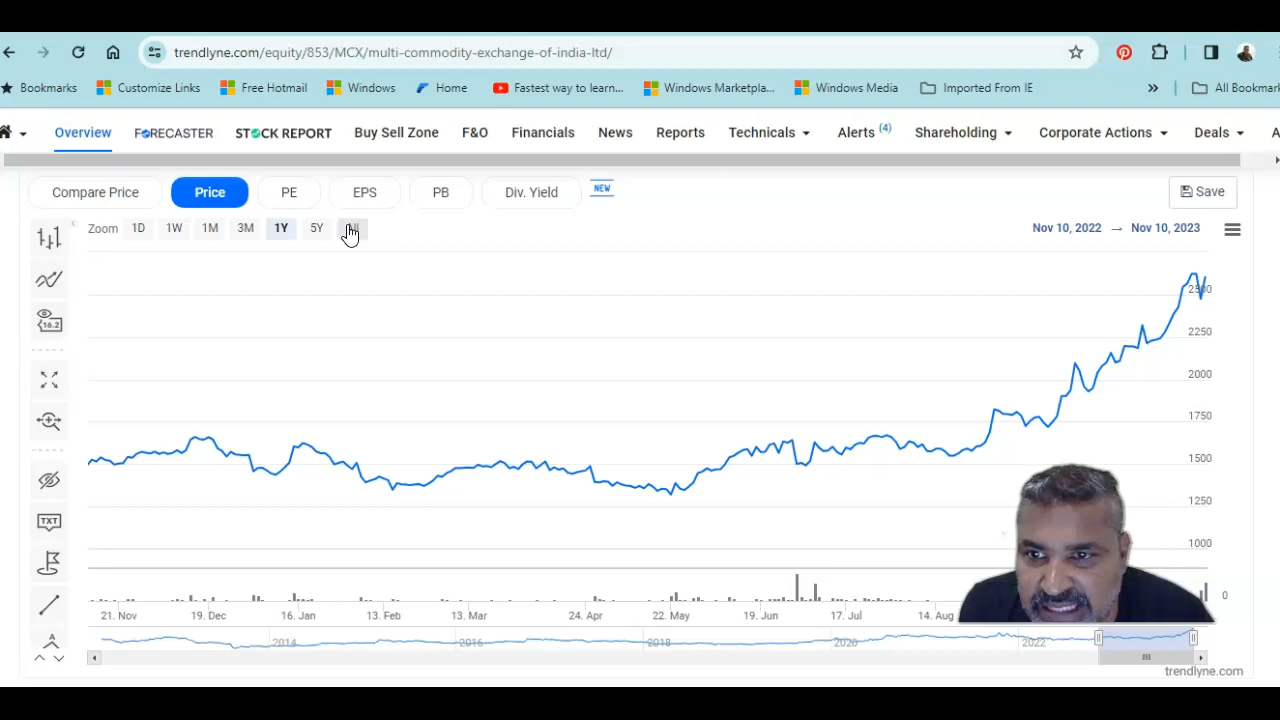 trendlyne.com/equity/853/MCX/multi-commodity-exchange-of-india-ltd/
Bookmarks Customize Links Free Hotmail Windows Home Fastest way to learn... Windows Marketpla... Windows Media Imported From IE » All Bookmark
Overview FORECASTER STOCK REPORT Buy Sell Zone F&O Financials News Reports Technicals Alerts (4) Shareholding Corporate Actions Deals A
Compare Price Price PE EPS PB Div. Yield NEW Save
Zoom 1D 1W 1M 3M 1Y 5Y Nov 10, 2022 → Nov 10, 2023
2500
16.2
2250
2000
1750
1500
TXT
1250
1000
0
21. Nov 19. Dec 16. Jan 13. Feb 13. Mar 24. Apr 22. May 19. Jun 17. Jul 14. Aug
2014 2016 2018 2020 2022
trendlyne.com